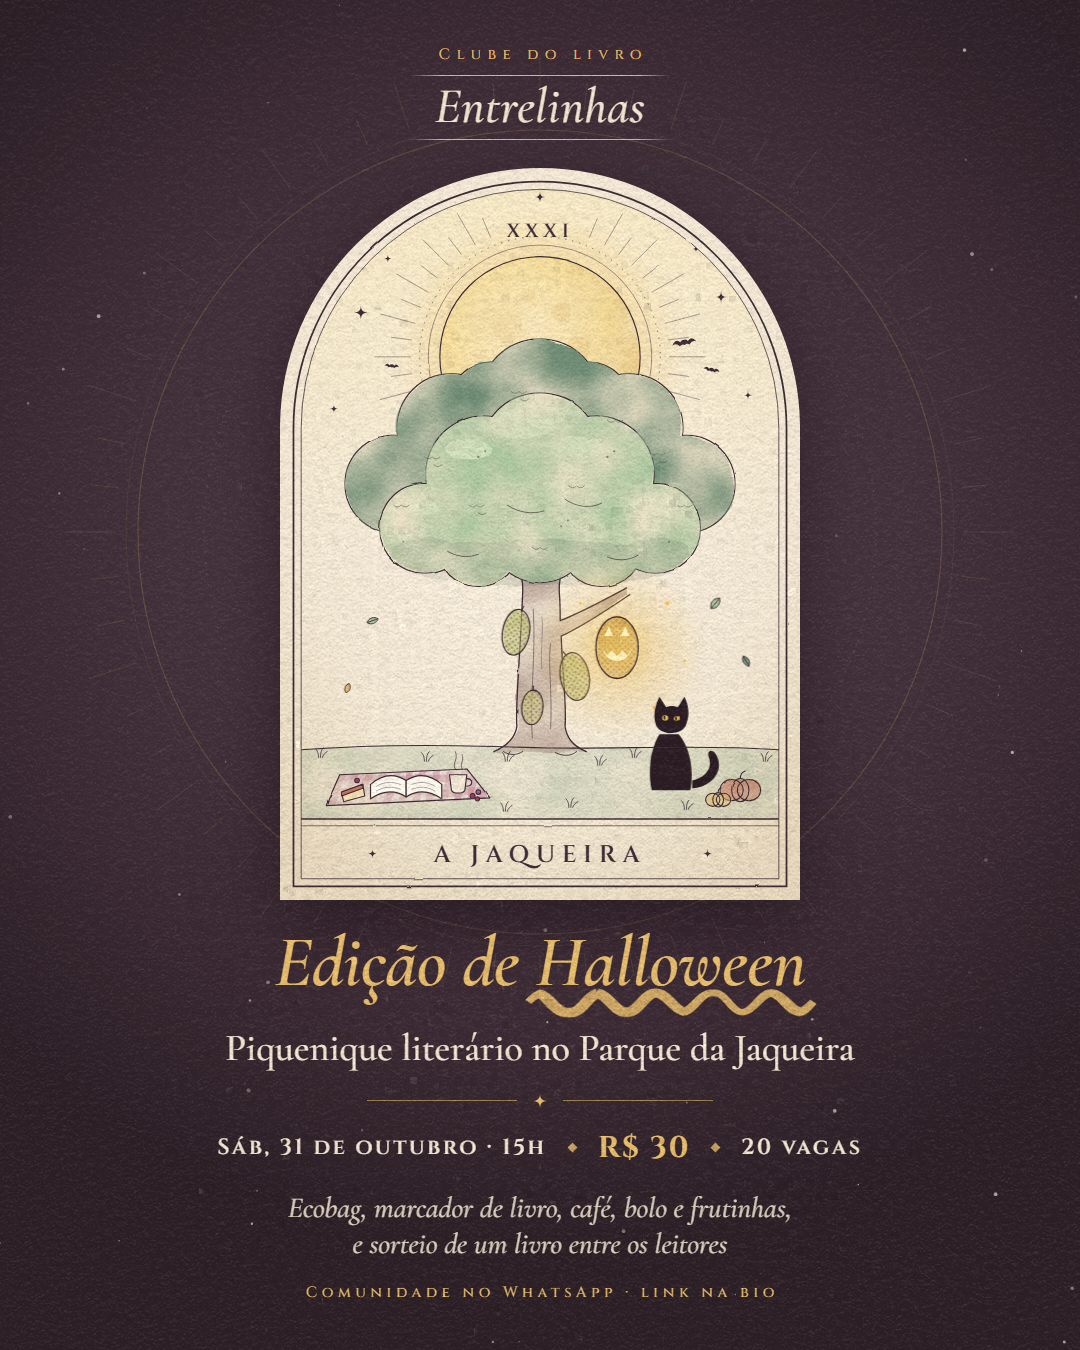 Clube do livro
Entrelinhas
XXXI
A JAQUEIRA
Edição de Halloween
Piquenique literário no Parque da Jaqueira
Sáb, 31 de outubro · 15h ◆ R$ 30 ◆ 20 vagas
Ecobag, marcador de livro, café, bolo e frutinhas,
e sorteio de um livro entre os leitores
Comunidade no WhatsApp · link na bio